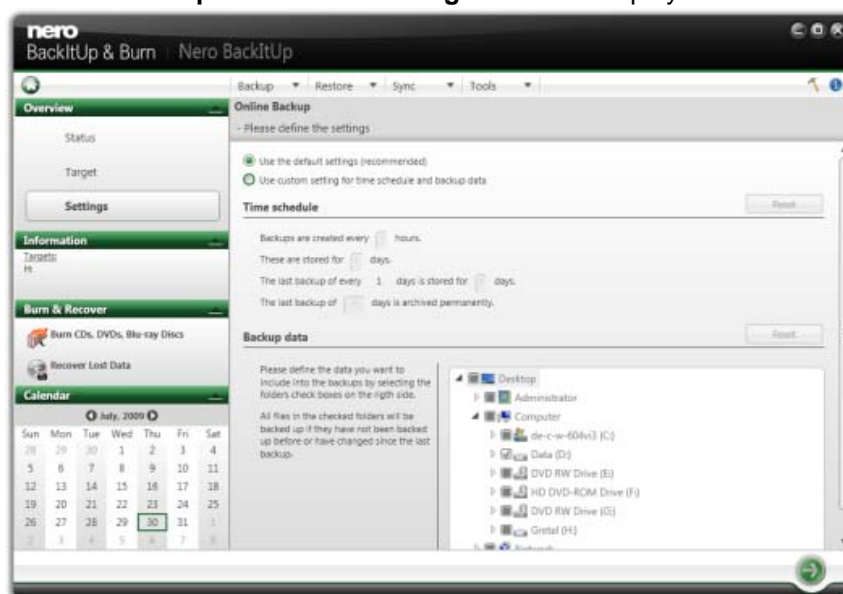 nero
BackItUp & Burn Nero BackItUp
Backup Restore Sync Tools
Overview
Status
Target
Settings
Information
Targets:
H:
Burn & Recover
Burn CDs, DVDs, Blu-ray Discs
Recover Lost Data
Calendar
July, 2009
Sun Mon Tue Wed Thu Fri Sat
28 29 30 1 2 3 4
5 6 7 8 9 10 11
12 13 14 15 16 17 18
19 20 21 22 23 24 25
26 27 28 29 30 31 1
2 3 4 5 6 7 8
Online Backup
- Please define the settings
Use the default settings (recommended)
Use custom setting for time schedule and backup data
Time schedule
Reset
Backups are created every hours.
These are stored for days.
The last backup of every 1 days is stored for days.
The last backup of days is archived permanently.
Backup data
Reset
Please define the data you want to
include into the backups by selecting the
folders check boxes on the rigth side.
All files in the checked folders will be
backed up if they have not been backed
up before or have changed since the last
backup.
Desktop
Administrator
Computer
de-c-w-604vi3 (C:)
Data (D:)
DVD RW Drive (E:)
HD DVD-ROM Drive (F:)
DVD RW Drive (G:)
Gretel (H:)
Network